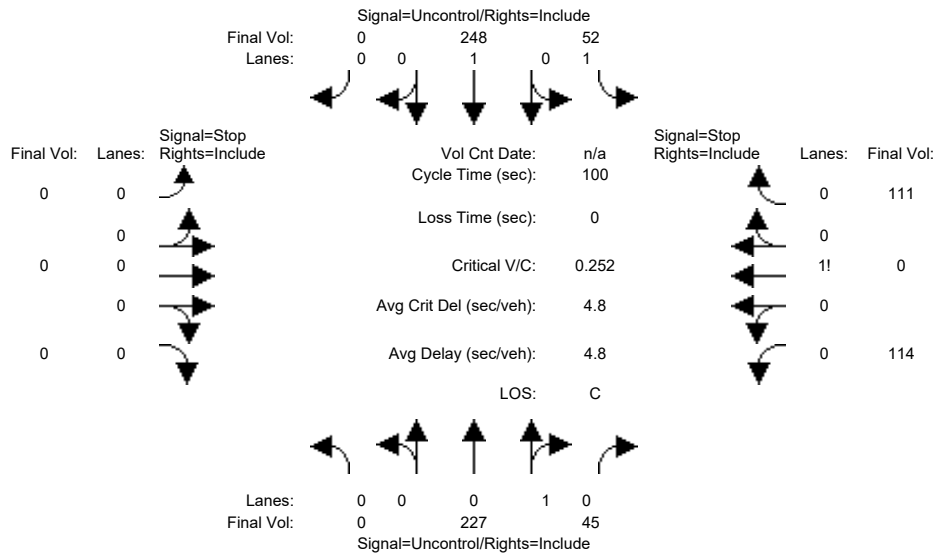 Signal=Uncontrol/Rights=Include
Final Vol: 0 248 52
Lanes: 0 0 1 0 1
Signal=Stop Signal=Stop
Final Vol: Lanes: Rights=Include Vol Cnt Date: n/a Rights=Include Lanes: Final Vol:
Cycle Time (sec): 100
0 0 0 111
Loss Time (sec): 0
0 0
0 0 Critical V/C: 0.252 1! 0
0 Avg Crit Del (sec/veh): 4.8 0
0 0 Avg Delay (sec/veh): 4.8 0 114
LOS: C
Lanes: 0 0 0 1 0
Final Vol: 0 227 45
Signal=Uncontrol/Rights=Include